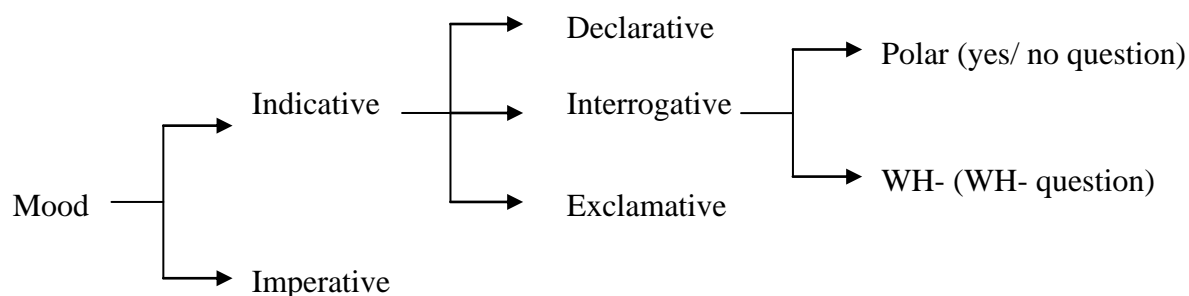 Declarative
Polar (yes/ no question)
Indicative
Interrogative
WH- (WH- question)
Mood
Exclamative
Imperative